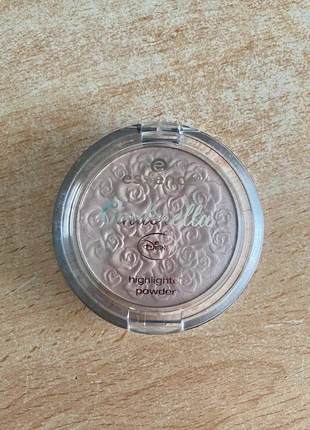 e
essence
Cinderella
Disney
highlighter
powder